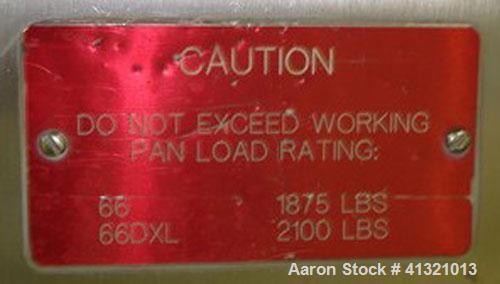 CAUTION
DO NOT EXCEED WORKING
PAN LOAD RATING:
66 1875 LBS
66DXL 2100 LBS
Aaron Stock # 41321013